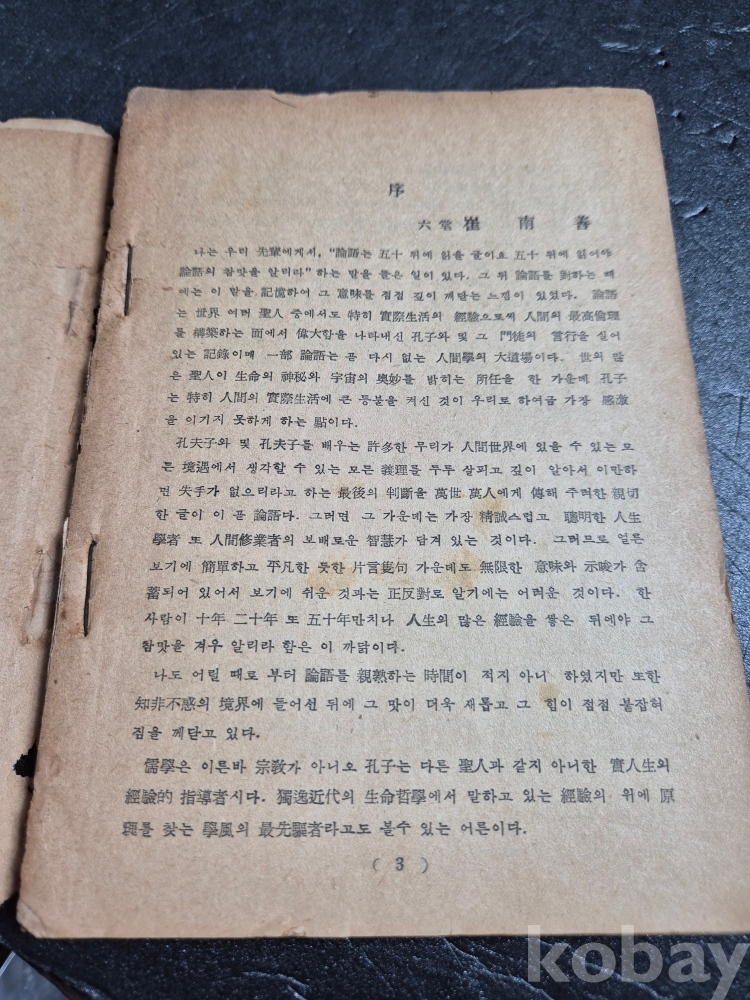 序
六堂 崔南善
나는 우리 先輩에게서, "論語는 五十 뒤에 읽을 글이요 五十 뒤에 읽어야
論語의 참맛을 알리라" 하는 말을 들은 일이 있다. 그 뒤 論語를 對하는 때
에는 이 말을 記憶하여 그 意味를 점점 깊이 깨닫는 느낌이 있었다. 論語
는 世界 여러 聖人 중에서도 特히 實際生活의 經驗으로써 人間의 最高倫理
를 構築하는 面에서 偉大함을 나타내신 孔子와 및 그 門徒의 言行을 실어
있는 記錄이매 一部 論語는 곧 다시 없는 人間學의 大道場이다. 世의 많
은 聖人이 生命의 神秘와 宇宙의 奧妙를 밝히는 所任을 한 가운데 孔子
는 特히 人間의 實際生活에 큰 등불을 켜신 것이 우리로 하여금 가장 感激
을 이기지 못하게 하는 點이다.
孔夫子와 및 孔夫子를 배우는 許多한 무리가 人間世界에 있을 수 있는 모
든 境遇에서 생각할 수 있는 모든 義理를 두루 살피고 깊이 알아서 이만하
면 失手가 없으리라고 하는 最後의 判斷을 萬世 萬人에게 傳해 주려한 親切
한 글이 이 곧 論語다. 그러면 그 가운데는 가장 精誠스럽고 聰明한 人生
學者 또 人間修業者의 보배로운 智慧가 담겨 있는 것이다. 그러므로 얼른
보기에 簡單하고 平凡한 듯한 片言隻句 가운데도 無限한 意味와 示唆가 含
蓄되어 있어서 보기에 쉬운 것과는 正反對로 알기에는 어려운 것이다. 한
사람이 十年 二十年 또 五十年만치나 人生의 많은 經驗을 쌓은 뒤에야 그
참맛을 겨우 알리라 함은 이 까닭이다.
나도 어릴 때로 부터 論語를 親熟하는 時間이 적지 아니 하였지만 또한
知非不惑의 境界에 들어선 뒤에 그 맛이 더욱 새롭고 그 힘이 점점 붙잡혀
짐을 께닫고 있다.
儒學은 이른바 宗敎가 아니오 孔子는 다른 聖人과 같지 아니한 實人生의
經驗的 指導者시다. 獨逸近代의 生命哲學에서 말하고 있는 經驗의 위에 原
理를 찾는 學風의 最先驅者라고도 볼수 있는 어른이다.
( 3 )
kobay